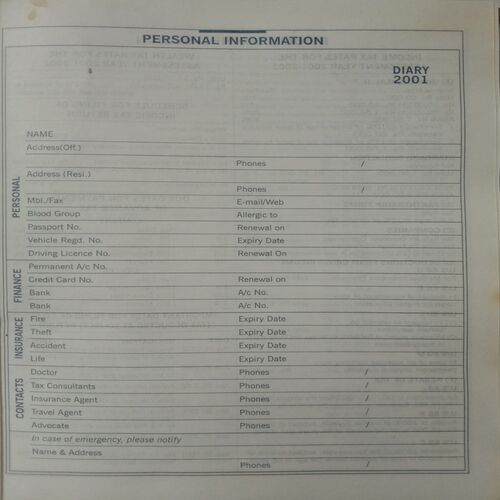 PERSONAL INFORMATION
DIARY
2001
PERSONAL
NAME
Address(Off.)
Phones /
Address (Resi.)
Phones /
Mbl./Fax E-mail/Web
Blood Group Allergic to
Passport No. Renewal on
Vehicle Regd. No. Expiry Date
Driving Licence No. Renewal On
FINANCE
Permanent A/c No.
Credit Card No. Renewal on
Bank A/c No.
Bank A/c No.
INSURANCE
Fire Expiry Date
Theft Expiry Date
Accident Expiry Date
Life Expiry Date
CONTACTS
Doctor Phones /
Tax Consultants Phones /
Insurance Agent Phones /
Travel Agent Phones /
Advocate Phones /
In case of emergency, please notify
Name & Address
Phones /